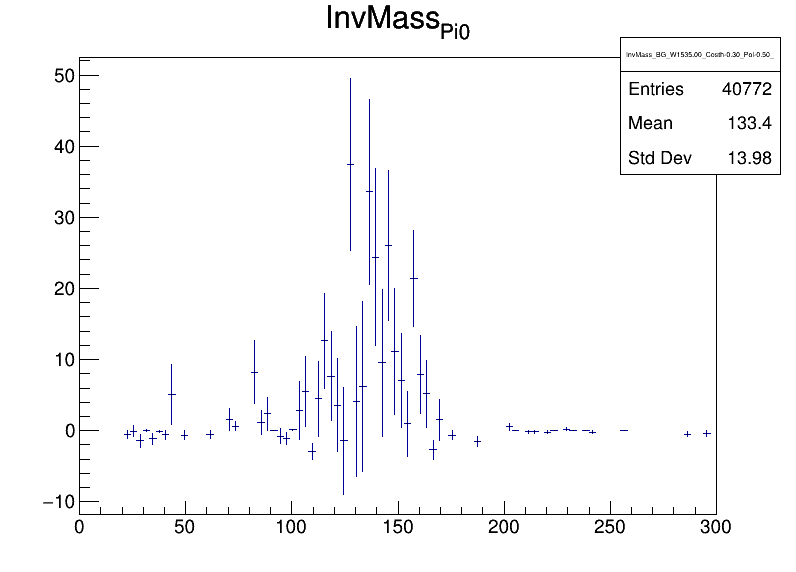 InvMass_Pi0
InvMass_BG_W1535.00_Costh-0.30_Pol-0.50_
Entries 40772
Mean 133.4
Std Dev 13.98
50
40
30
20
10
0
−10
0 50 100 150 200 250 300